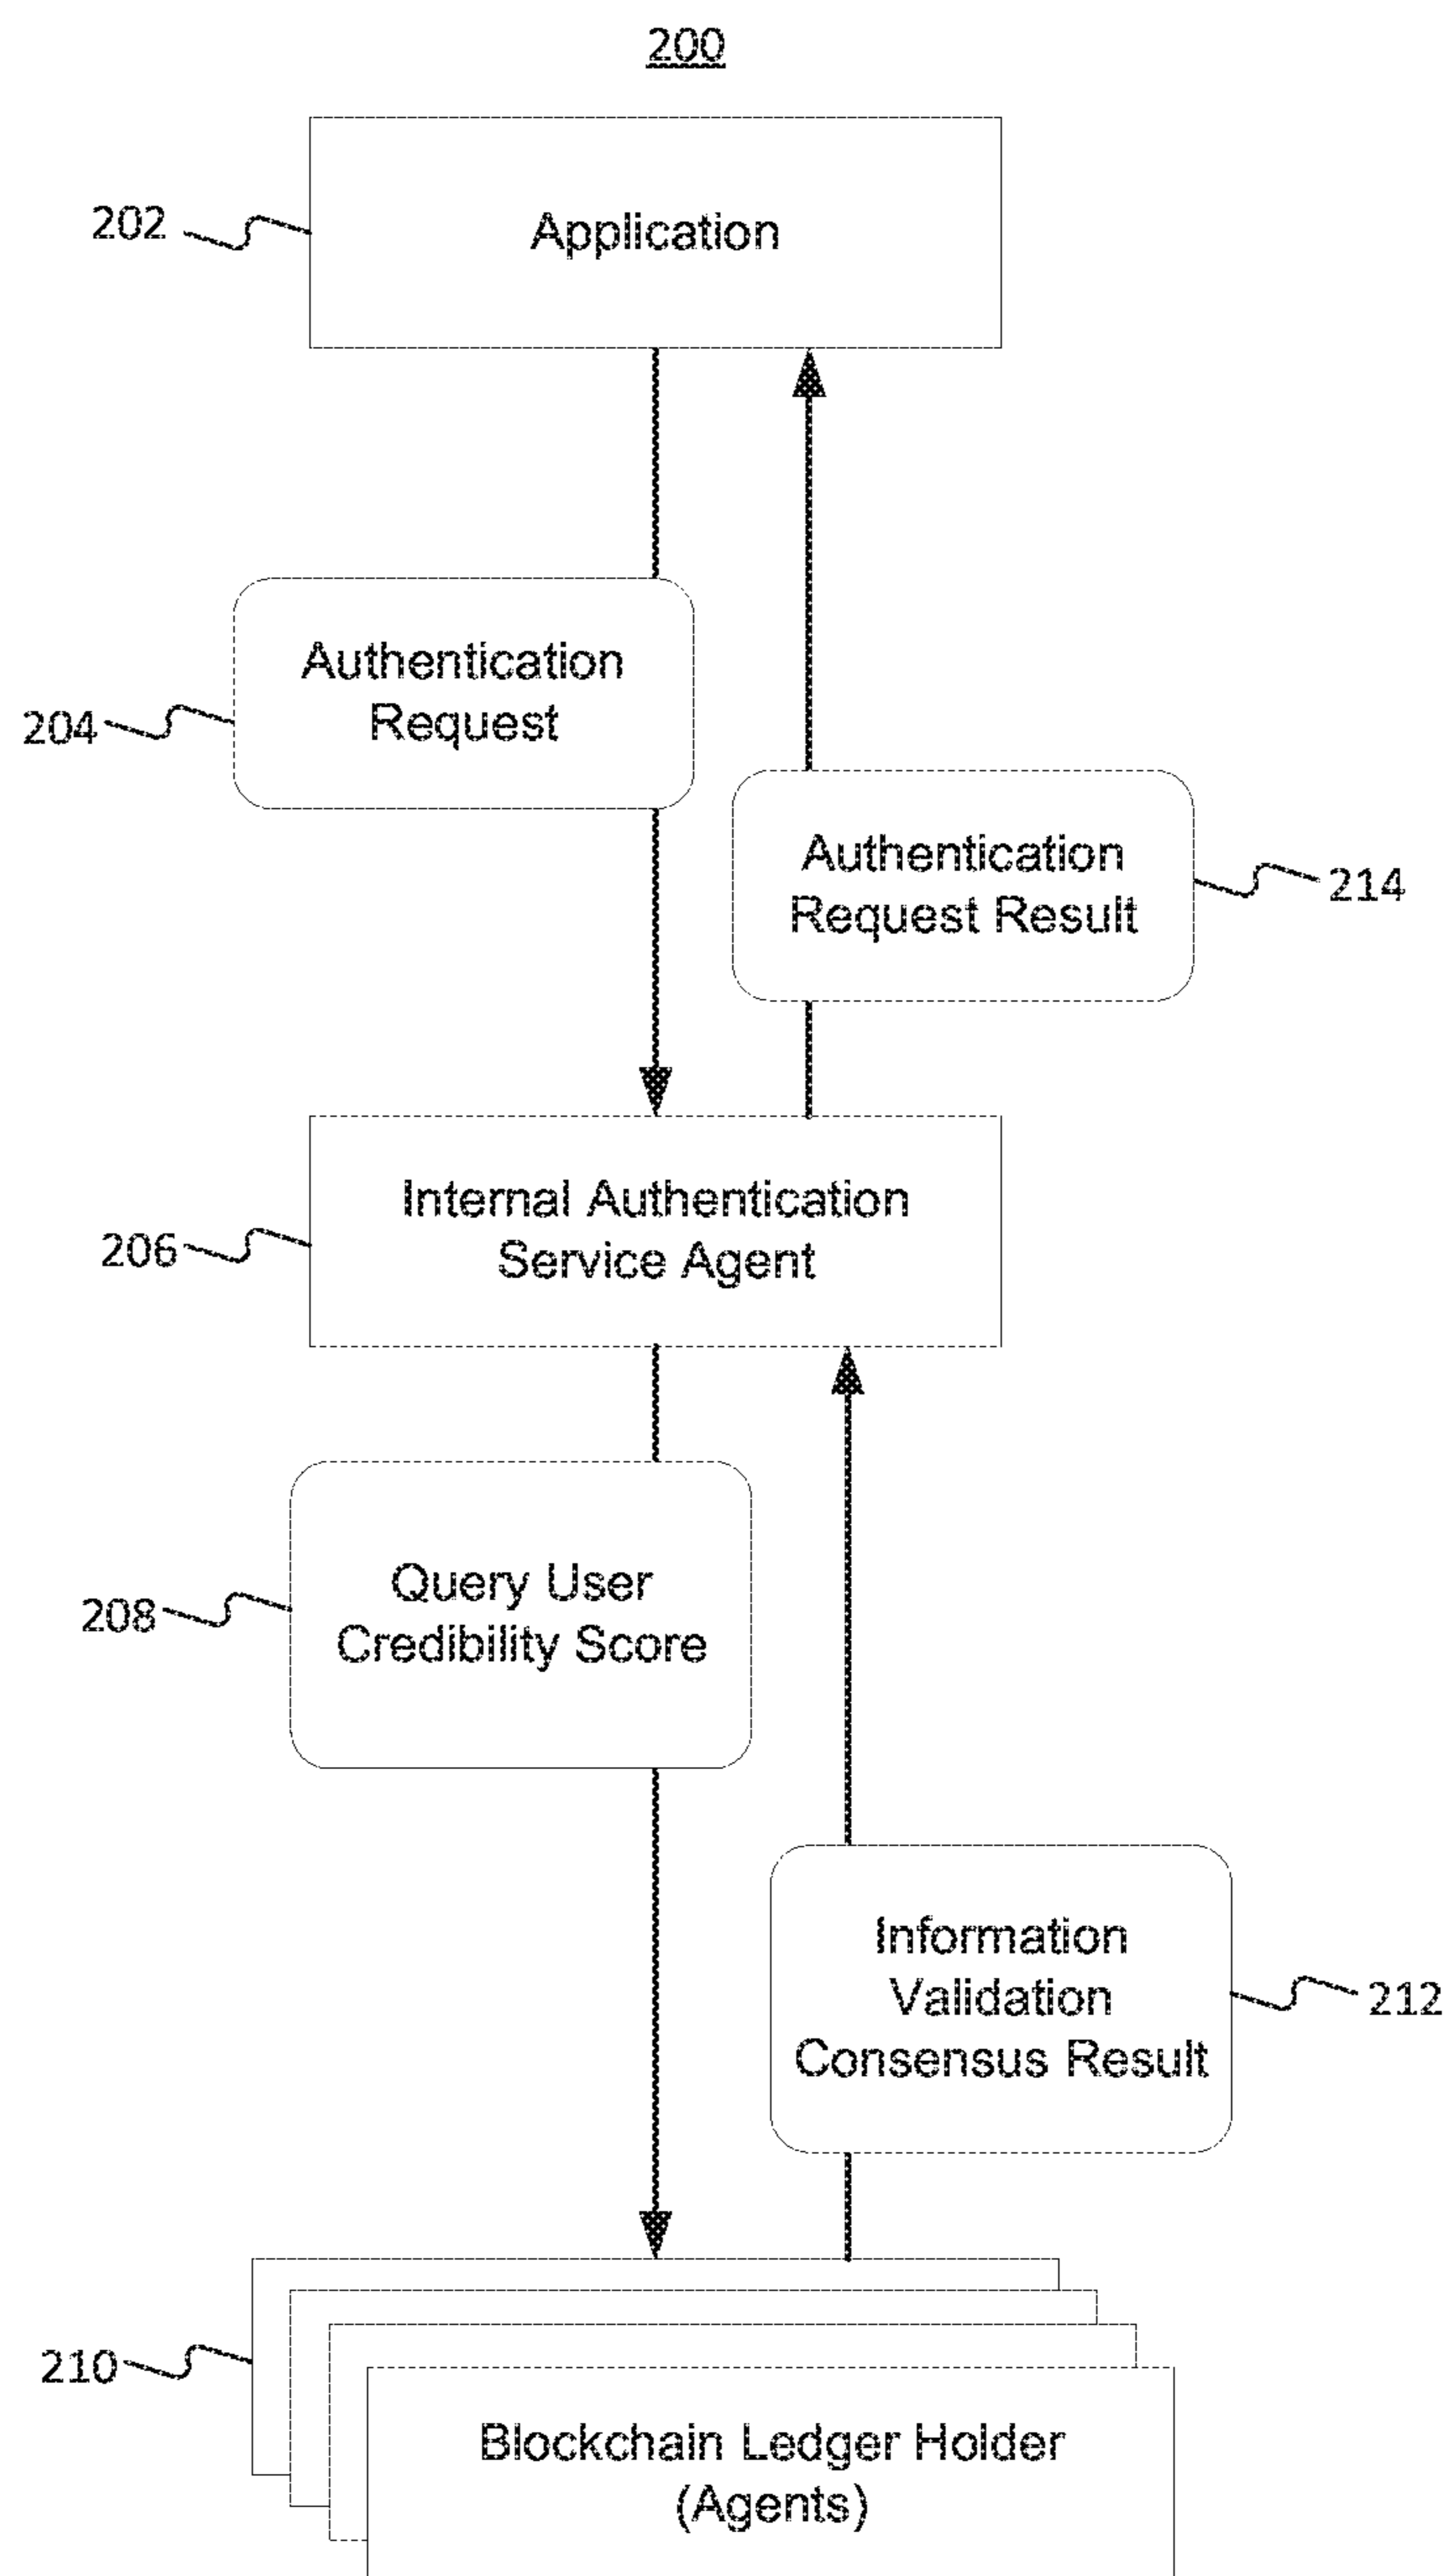 200
202
Application
204
Authentication
Request
Authentication
Request Result
214
206
Internal Authentication
Service Agent
208
Query User
Credibility Score
Information
Validation
Consensus Result
212
210
Blockchain Ledger Holder
(Agents)